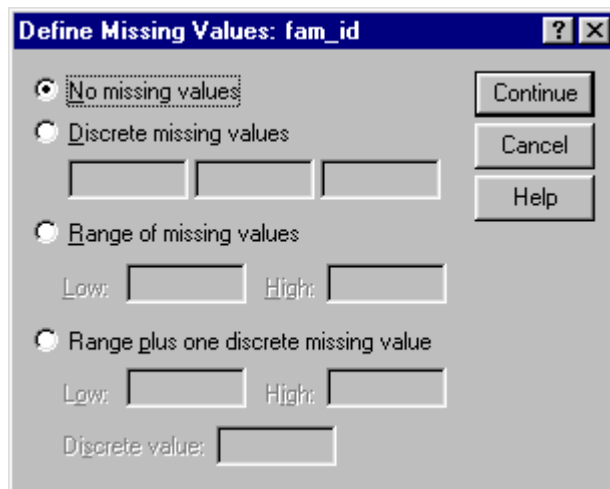 Define Missing Values: fam_id
No missing values
Continue
Discrete missing values
Cancel
Help
Range of missing values
Low:
High:
Range plus one discrete missing value
Low:
High:
Discrete value: